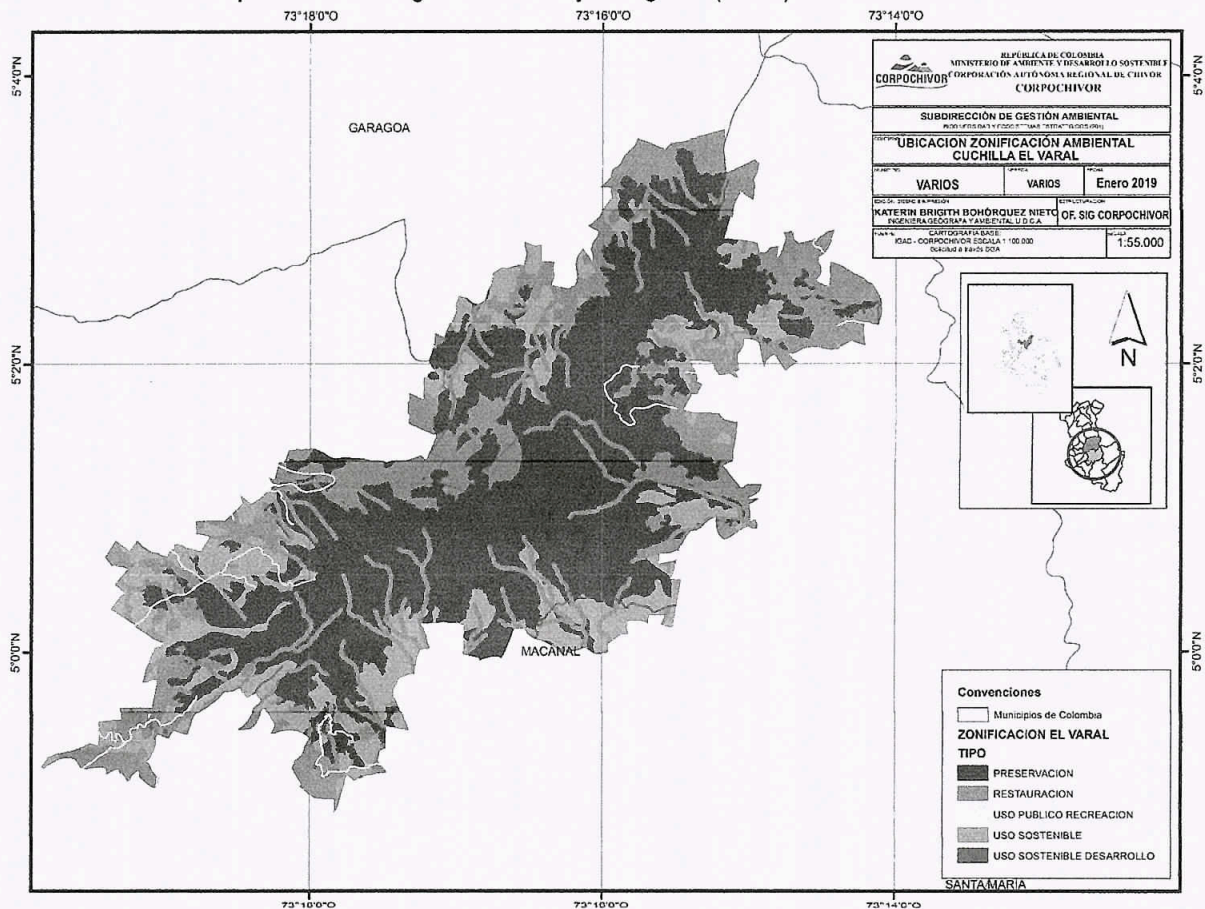 73°18'0"O 73°16'0"O 73°14'0"O
5°4'0"N 5°4'0"N
REPÚBLICA DE COLOMBIA
MINISTERIO DE AMBIENTE Y DESARROLLO SOSTENIBLE
CORPORACIÓN AUTÓNOMA REGIONAL DE CHIVOR
CORPOCHIVOR
CORPOCHIVOR
SUBDIRECCIÓN DE GESTIÓN AMBIENTAL
UBICACION ZONIFICACIÓN AMBIENTAL
CUCHILLA EL VARAL
VARIOS VARIOS Enero 2019
KATERIN BRIGITH BOHÓRQUEZ NIETO OF. SIG CORPOCHIVOR
INGENIERA GEÓGRAFA Y AMBIENTAL U.D.C.A
CARTOGRAFÍA BASE:
IGAC - CORPOCHIVOR ESCALA 1:100.000
1:55.000
GARAGOA
N
5°2'0"N 5°2'0"N
5°0'0"N 5°0'0"N
MACANAL
Convenciones
Municipios de Colombia
ZONIFICACION EL VARAL
TIPO
PRESERVACION
RESTAURACION
USO PUBLICO RECREACION
USO SOSTENIBLE
USO SOSTENIBLE DESARROLLO
SANTA MARIA
73°18'0"O 73°16'0"O 73°14'0"O